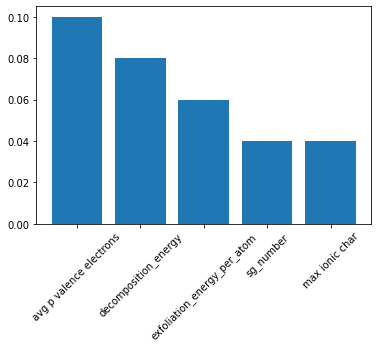 0.10
0.08
0.06
0.04
0.02
0.00
avg p valence electrons
decomposition_energy
exfoliation_energy_per_atom
sg_number
max ionic char